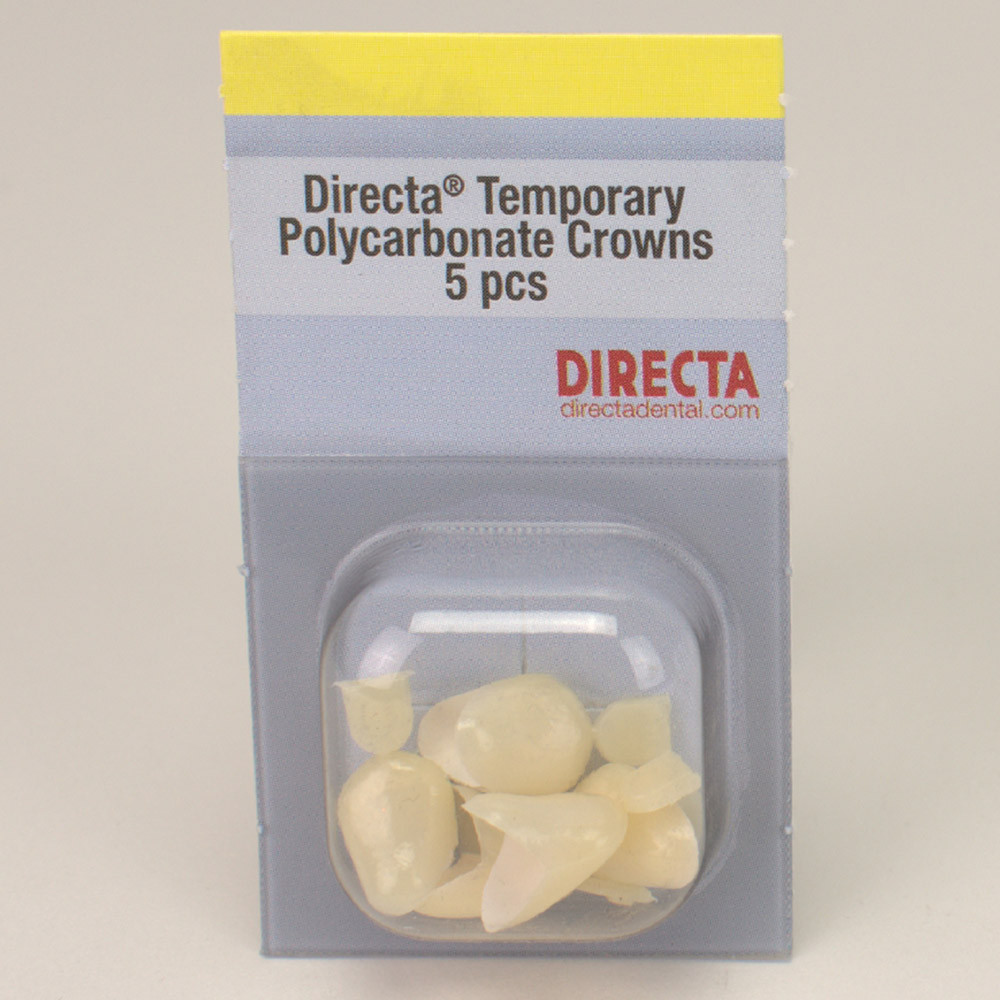 Directa® Temporary
Polycarbonate Crowns
5 pcs
DIRECTA
directadental.com